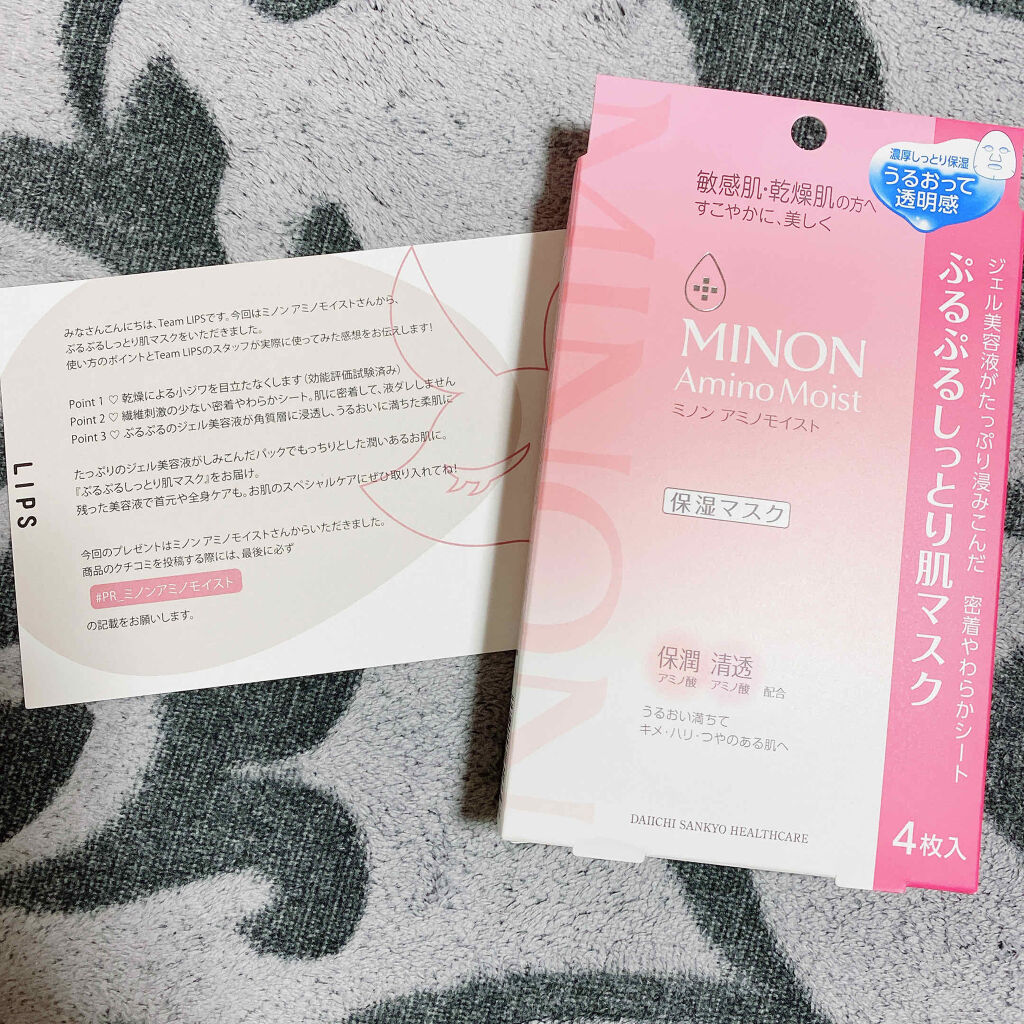 みなさんこんにちは、Team LIPSです。今回はミノン アミノモイストさんから、
ぷるぷるしっとり肌マスクをいただきました。
使い方のポイントとTeam LIPSのスタッフが実際に使ってみた感想をお伝えします!
Point 1 ♡ 乾燥による小ジワを目立たなくします(効能評価試験済み)
Point 2 ♡ 繊維刺激の少ない密着やわらかシート。肌に密着して、液ダレしません
Point 3 ♡ ぷるぷるのジェル美容液が角質層に浸透し、うるおいに満ちた柔肌に
たっぷりのジェル美容液がしみこんだパックでもっちりとした潤いあるお肌に。
『ぷるぷるしっとり肌マスク』をお届け。
残った美容液で首元や全身ケアも。お肌のスペシャルケアにぜひ取り入れてね!
今回のプレゼントはミノン アミノモイストさんからいただきました。
商品のクチコミを投稿する際には、最後に必ず
#PR_ミノンアミノモイスト
の記載をお願いします。
LIPS
MINON
敏感肌・乾燥肌の方へ
すこやかに、美しく
MINON
Amino Moist
ミノン アミノモイスト
保湿マスク
保潤 清透
アミノ酸 アミノ酸 配合
うるおい満ちて
キメ・ハリ・つやのある肌へ
DAIICHI SANKYO HEALTHCARE
濃厚しっとり保湿
うるおって
透明感
ジェル美容液がたっぷり浸みこんだ 密着やわらかシート
ぷるぷるしっとり肌マスク
4枚入